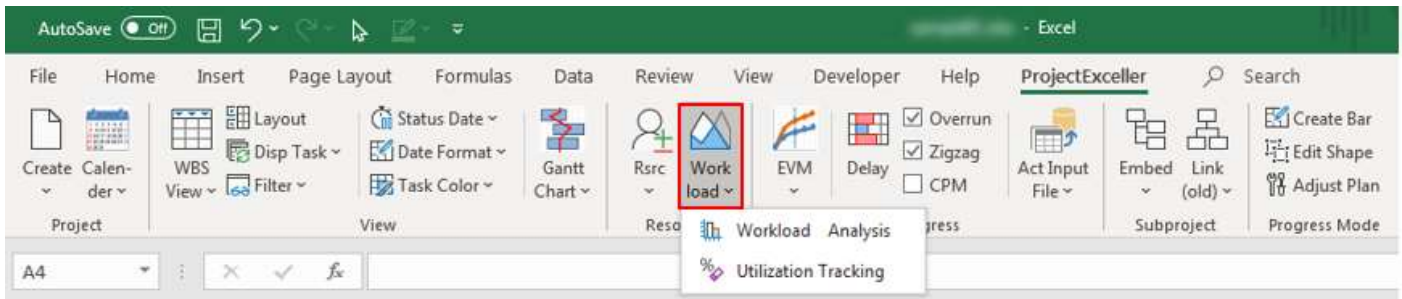 AutoSave Off - Excel
File Home Insert Page Layout Formulas Data Review View Developer Help ProjectExceller Search
Create
Calen-
der
Project
WBS
View
Layout
Disp Task
Filter
Status Date
Date Format
Task Color
Gantt
Chart
View
Rsrc
Work
load
Reso
EVM
Delay
Overrun
Zigzag
CPM
Act Input
File
gress
Embed
Link
(old)
Subproject
Create Bar
Edit Shape
Adjust Plan
Progress Mode
Workload Analysis
% Utilization Tracking
A4
fx